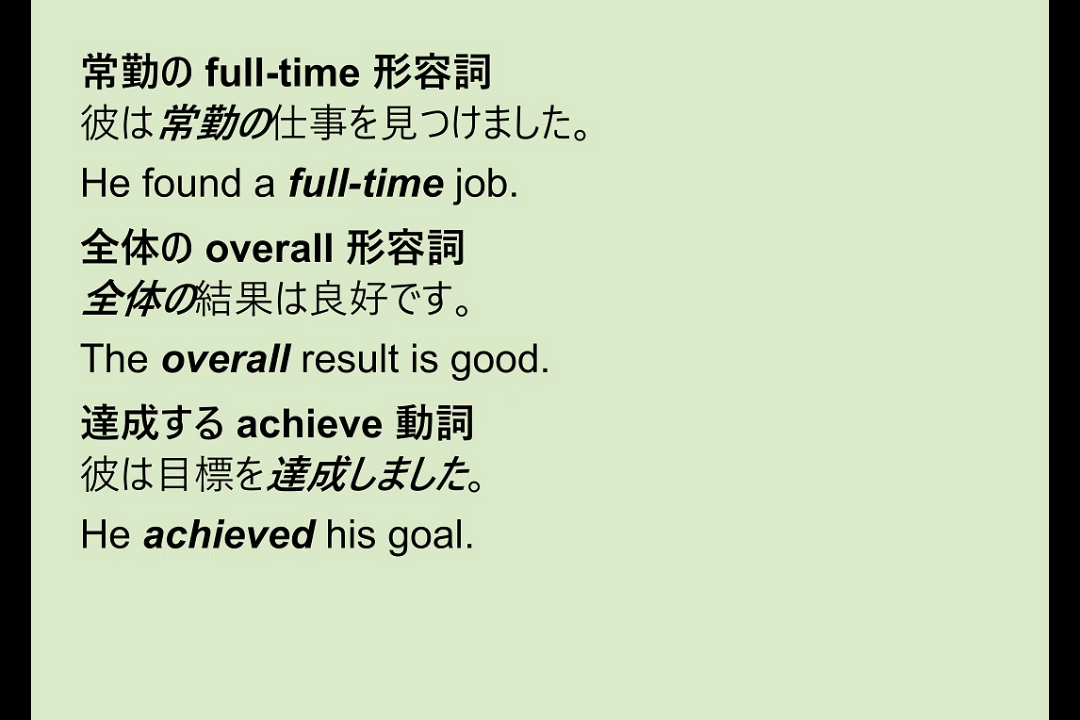 常勤の full-time 形容詞
彼は常勤の仕事を見つけました。
He found a full-time job.
全体の overall 形容詞
全体の結果は良好です。
The overall result is good.
達成する achieve 動詞
彼は目標を達成しました。
He achieved his goal.